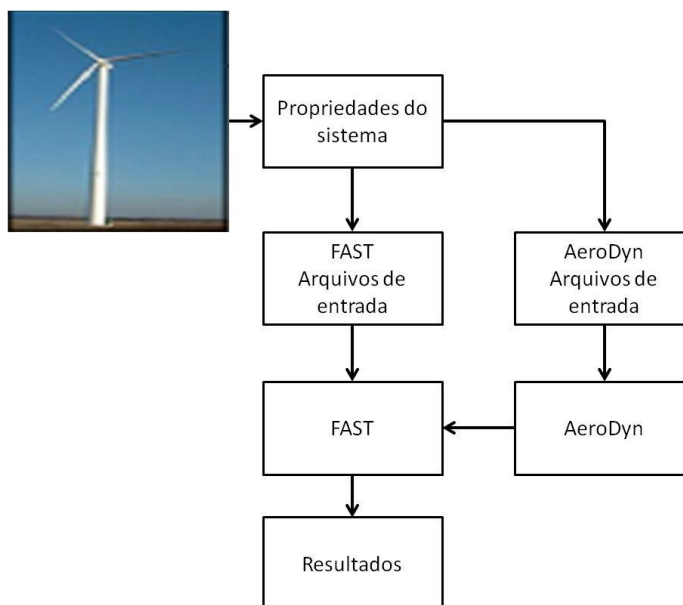 Propriedades do
sistema
FAST
Arquivos de
entrada
AeroDyn
Arquivos de
entrada
FAST
AeroDyn
Resultados